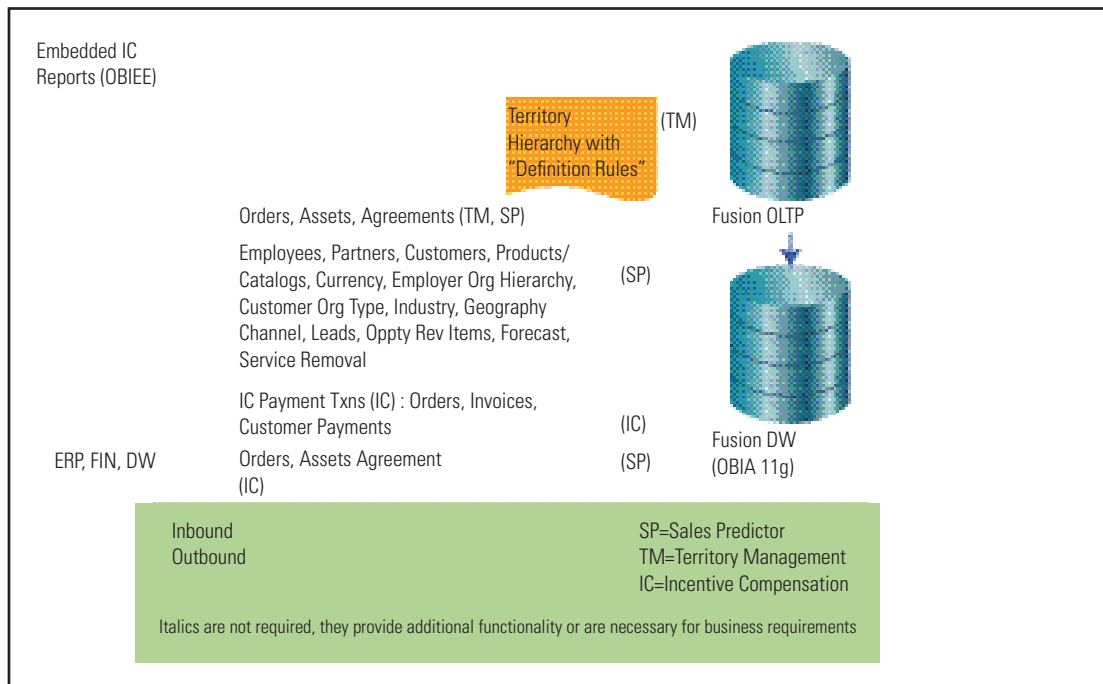 Embedded IC
Reports (OBIEE)
Territory
Hierarchy with
"Definition Rules"
(TM)
Orders, Assets, Agreements (TM, SP)
Fusion OLTP
Employees, Partners, Customers, Products/
Catalogs, Currency, Employer Org Hierarchy,
Customer Org Type, Industry, Geography
Channel, Leads, Oppty Rev Items, Forecast,
Service Removal
(SP)
IC Payment Txns (IC) : Orders, Invoices,
Customer Payments
(IC)
Fusion DW
(OBIA 11g)
ERP, FIN, DW
Orders, Assets Agreement
(IC)
(SP)
Inbound
Outbound
SP=Sales Predictor
TM=Territory Management
IC=Incentive Compensation
Italics are not required, they provide additional functionality or are necessary for business requirements